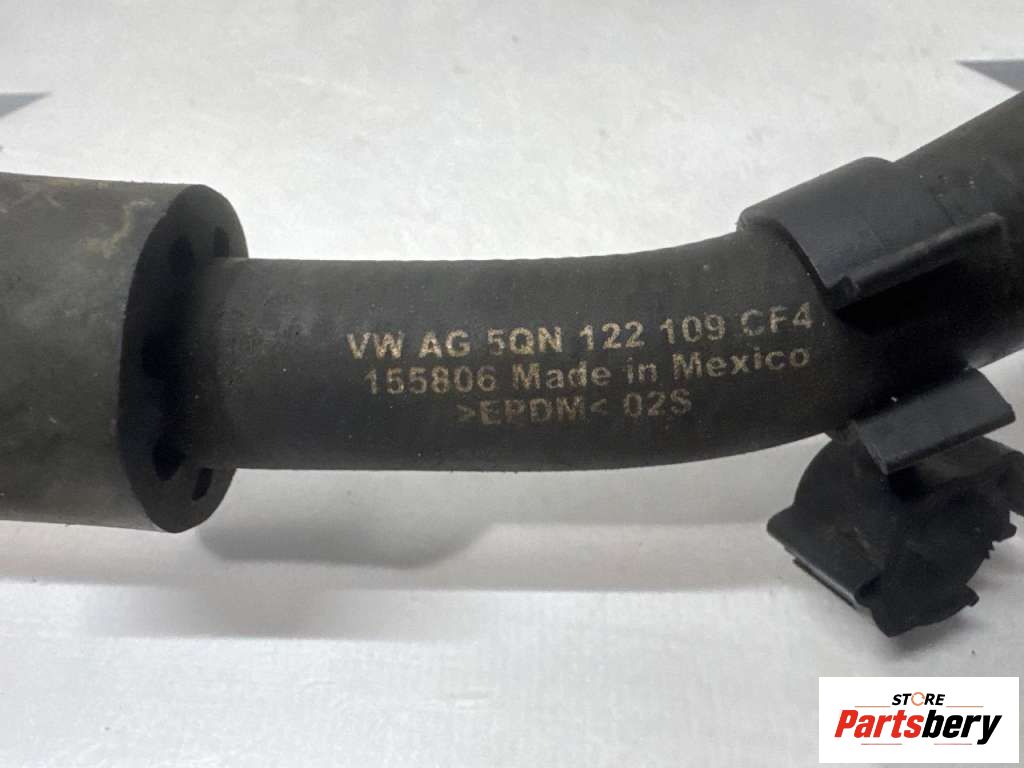 VW AG 5QN 122 109 CF4
155806 Made in Mexico
>EPDM< 02S
STORE
Partsbery